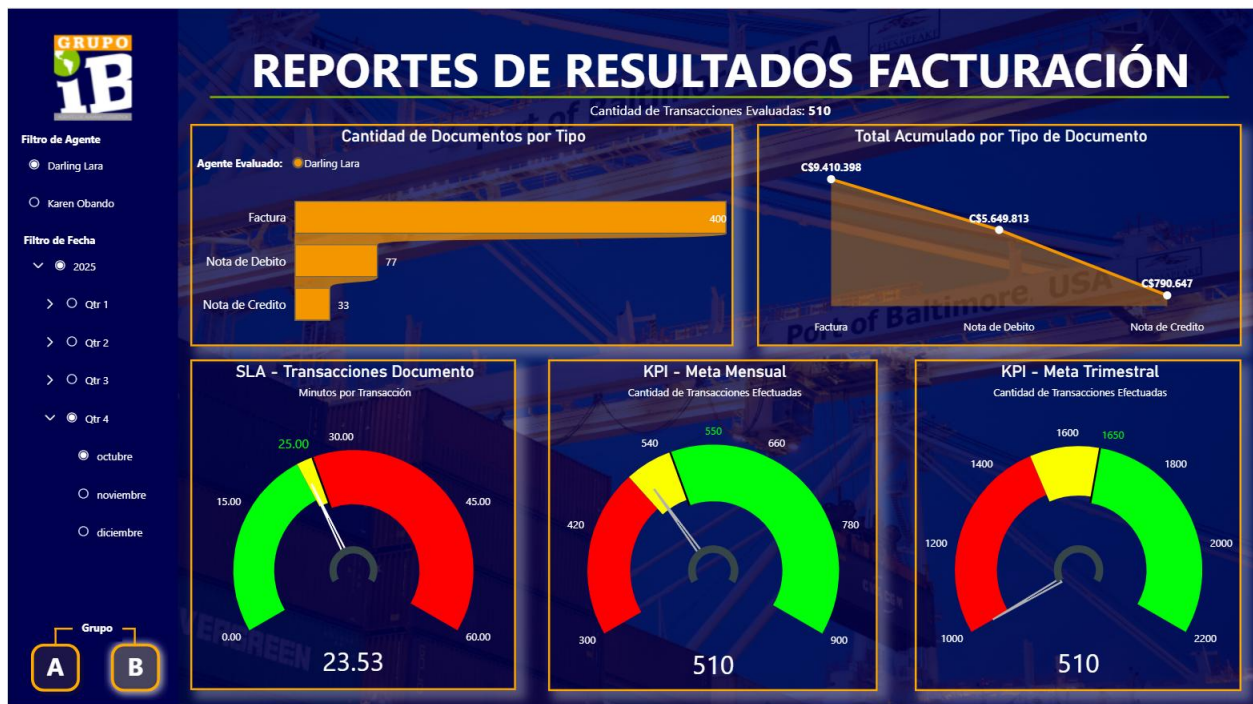 GRUPO
iB
REPORTES DE RESULTADOS FACTURACIÓN
Cantidad de Transacciones Evaluadas: 510
Filtro de Agente
Darling Lara
Karen Obando
Filtro de Fecha
2025
Qtr 1
Qtr 2
Qtr 3
Qtr 4
octubre
noviembre
diciembre
Grupo
A
B
Cantidad de Documentos por Tipo
Agente Evaluado: Darling Lara
Factura 400
Nota de Debito 77
Nota de Credito 33
Total Acumulado por Tipo de Documento
C$9.410.398
C$5.649.813
C$790.647
Factura Nota de Debito Nota de Credito
Port of Baltimore USA
SLA - Transacciones Documento
Minutos por Transacción
0.00
15.00
25.00
30.00
45.00
60.00
23.53
KPI - Meta Mensual
Cantidad de Transacciones Efectuadas
300
420
540
550
660
780
900
510
KPI - Meta Trimestral
Cantidad de Transacciones Efectuadas
1000
1200
1400
1600
1650
1800
2000
2200
510
EVERGREEN